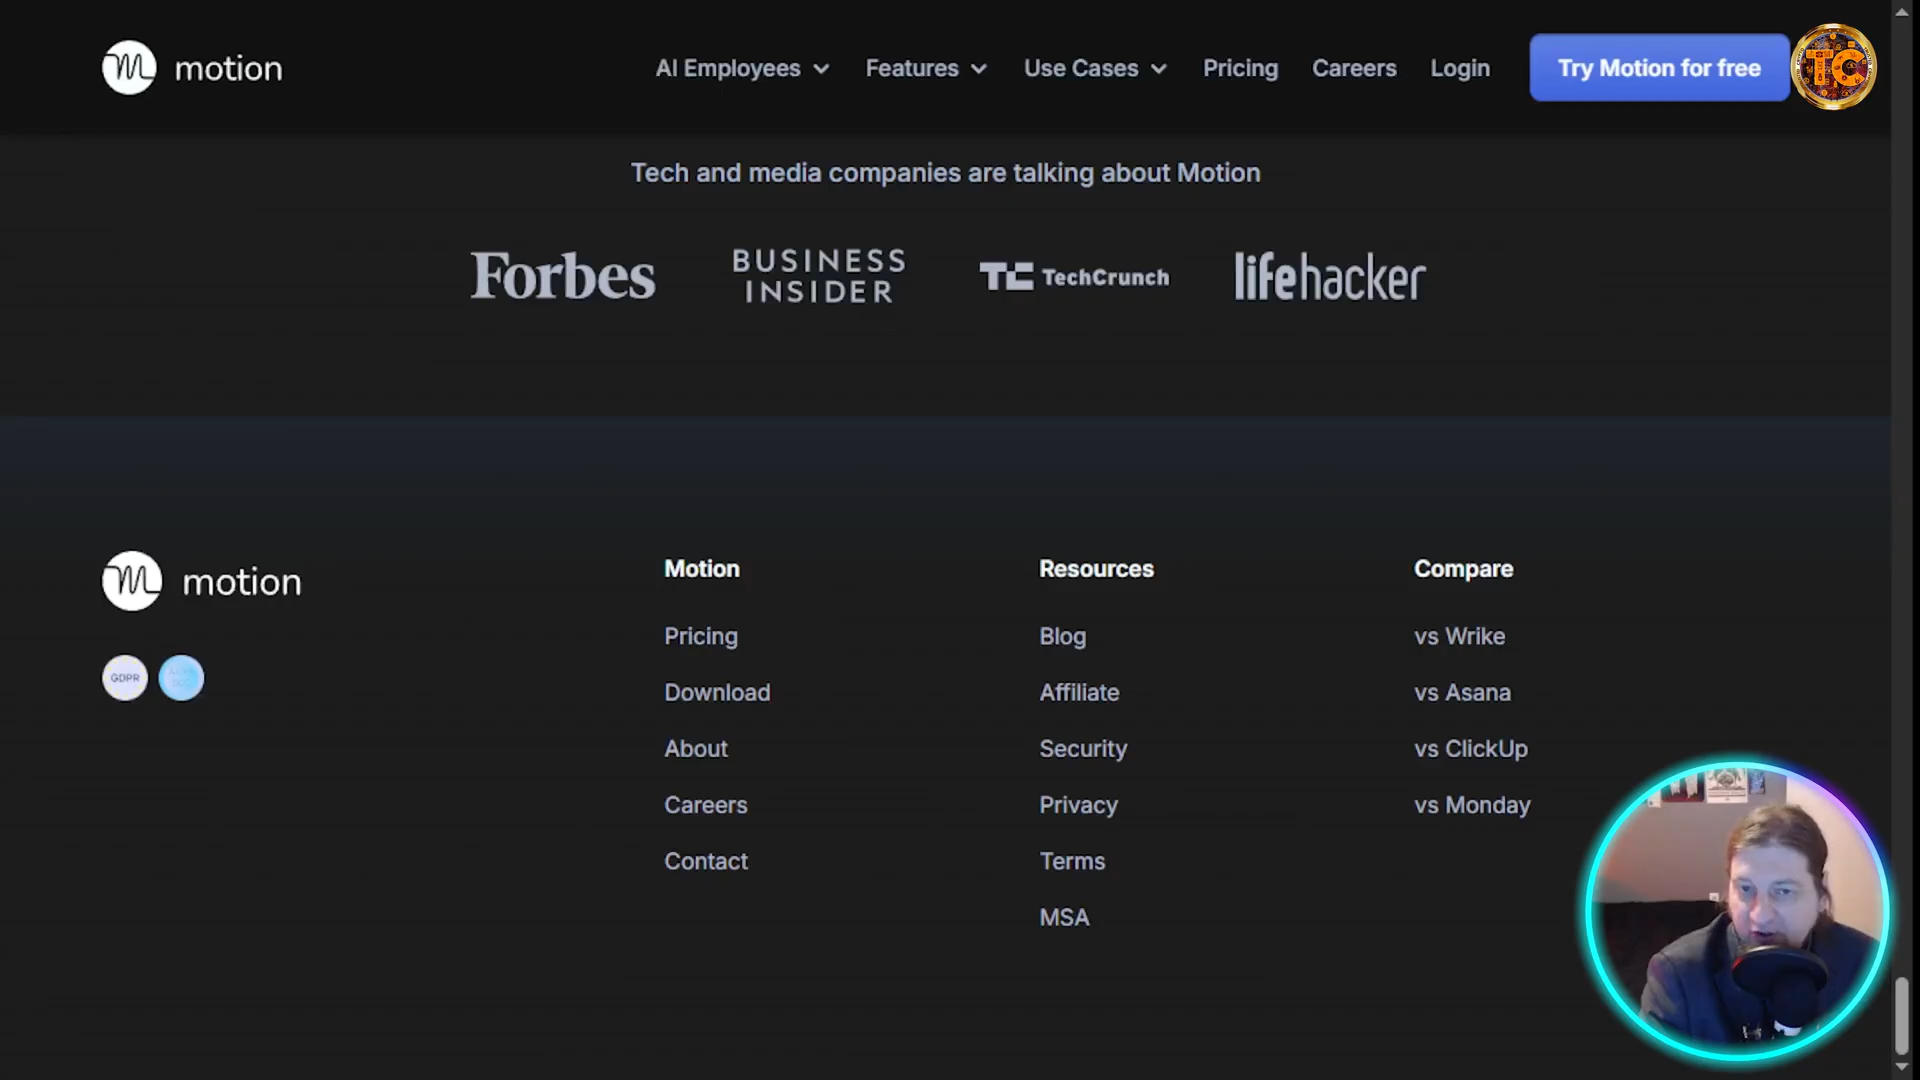 motion
AI Employees
Features
Use Cases
Pricing
Careers
Login
Try Motion for free
TC
Tech and media companies are talking about Motion
Forbes
BUSINESS
INSIDER
TC TechCrunch
lifehacker
motion
GDPR
Motion
Pricing
Download
About
Careers
Contact
Resources
Blog
Affiliate
Security
Privacy
Terms
MSA
Compare
vs Wrike
vs Asana
vs ClickUp
vs Monday